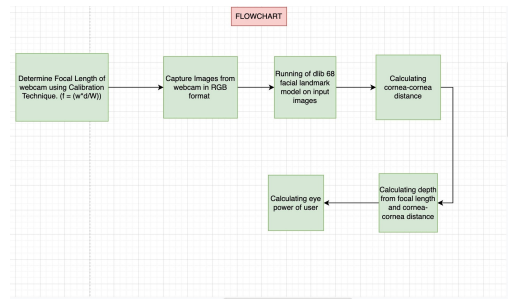 FLOWCHART
Determine Focal Length of
webcam using Calibration
Technique. (f = (w*d/W))
Capture Images from
webcam in RGB
format
Running of dlib 68
facial landmark
model on input
images
Calculating
cornea-cornea
distance
Calculating depth
from focal length
and cornea-
cornea distance
Calculating eye
power of user